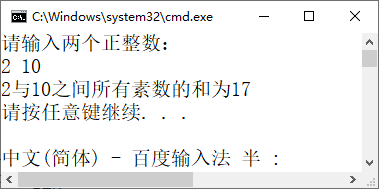 C:\Windows\system32\cmd.exe
请输入两个正整数：
2 10
2与10之间所有素数的和为17
请按任意键继续. . .
中文(简体) - 百度输入法 半 :